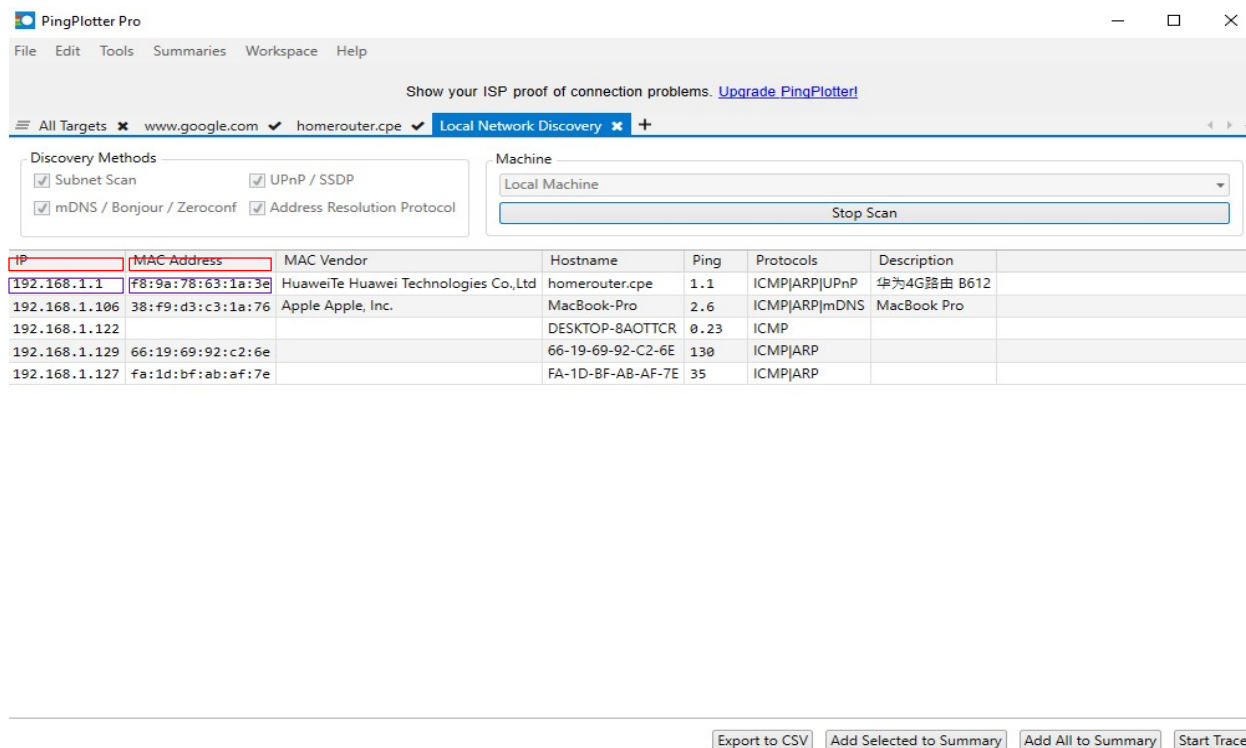 PingPlotter Pro
File Edit Tools Summaries Workspace Help
Show your ISP proof of connection problems. Upgrade PingPlotter!
All Targets www.google.com homerouter.cpe Local Network Discovery
Discovery Methods
Subnet Scan UPnP / SSDP
mDNS / Bonjour / Zeroconf Address Resolution Protocol
Machine
Local Machine
Stop Scan
IP MAC Address MAC Vendor Hostname Ping Protocols Description
192.168.1.1 f8:9a:78:63:1a:3e HuaweiTe Huawei Technologies Co.,Ltd homerouter.cpe 1.1 ICMP|ARP|UPnP 华为4G路由 B612
192.168.1.106 38:f9:d3:c3:1a:76 Apple Apple, Inc. MacBook-Pro 2.6 ICMP|ARP|mDNS MacBook Pro
192.168.1.122 DESKTOP-8AOTTCR 0.23 ICMP
192.168.1.129 66:19:69:92:c2:6e 66-19-69-92-C2-6E 130 ICMP|ARP
192.168.1.127 fa:1d:bf:ab:af:7e FA-1D-BF-AB-AF-7E 35 ICMP|ARP
Export to CSV Add Selected to Summary Add All to Summary Start Trace